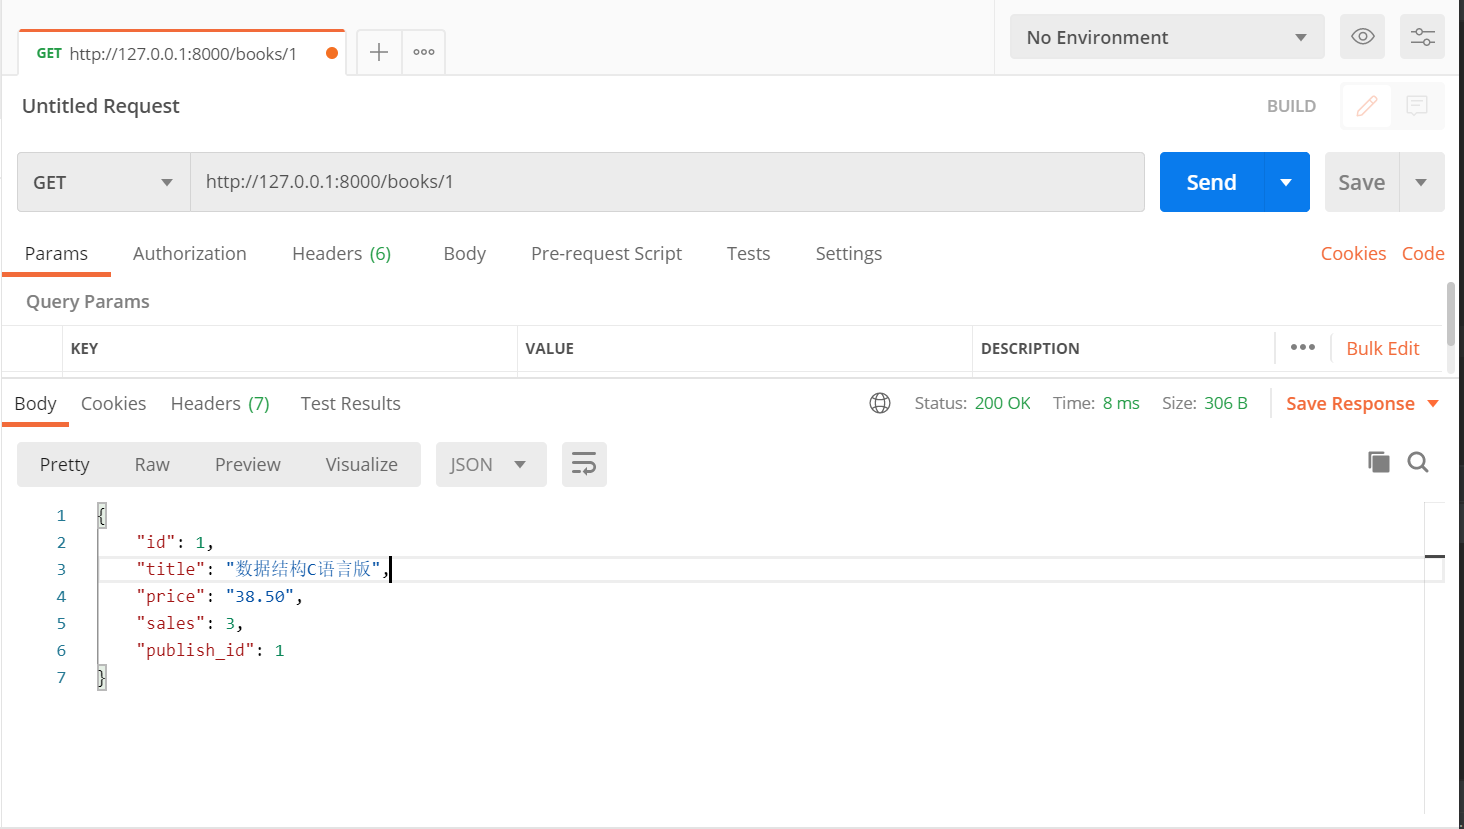 GET http://127.0.0.1:8000/books/1
No Environment
Untitled Request
BUILD
GET http://127.0.0.1:8000/books/1 Send Save
Params Authorization Headers (6) Body Pre-request Script Tests Settings Cookies Code
Query Params
KEY VALUE DESCRIPTION ••• Bulk Edit
Body Cookies Headers (7) Test Results Status: 200 OK Time: 8 ms Size: 306 B Save Response
Pretty Raw Preview Visualize JSON
1 {
2 "id": 1,
3 "title": "数据结构C语言版",
4 "price": "38.50",
5 "sales": 3,
6 "publish_id": 1
7 }